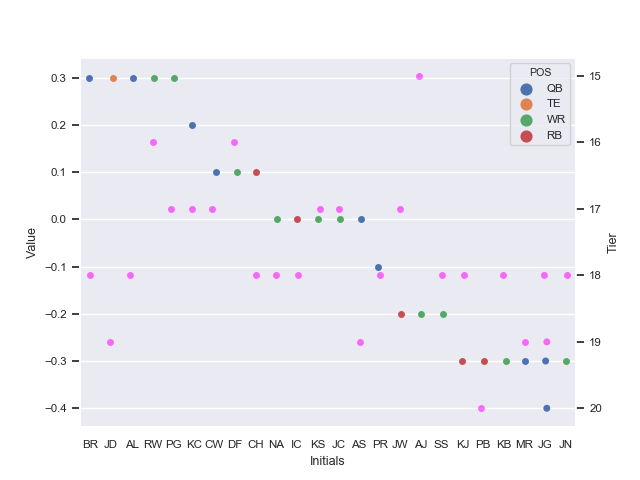 POS
QB
TE
WR
RB
0.3
0.2
0.1
0.0
−0.1
−0.2
−0.3
−0.4
Value
15
16
17
18
19
20
Tier
BR JD AL RW PG KC CW DF CH NA IC KS JC AS PR JW AJ SS KJ PB KB MR JG JN
Initials